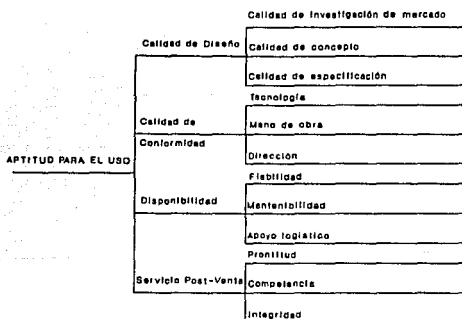 Calidad de investigación de mercado
Calidad de Diseño
Calidad de concepto
Calidad de especificación
Tecnología
Calidad de
Conformidad
Mano de obra
Dirección
APTITUD PARA EL USO
Fiabilidad
Disponibilidad
Mantenibilidad
Apoyo logístico
Prontitud
Servicio Post-Venta
Competencia
Integridad